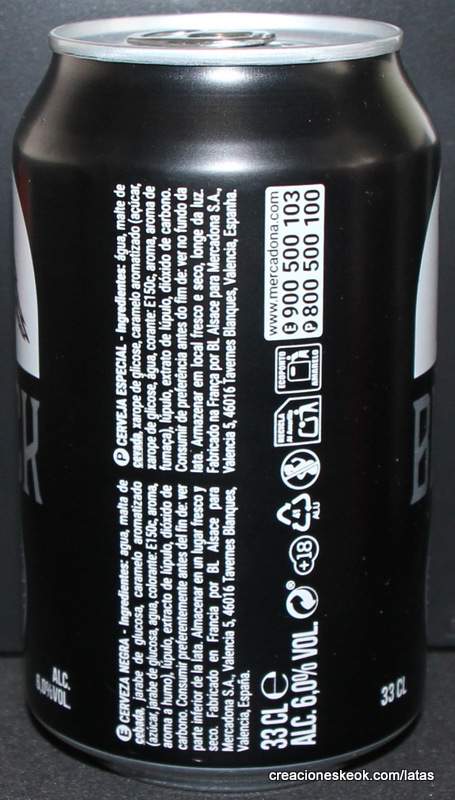 E CERVEZA NEGRA - Ingredientes: agua, malta de
cebada, jarabe de glucosa, caramelo aromatizado
(azúcar, jarabe de glucosa, agua, colorante: E150c, aroma,
aroma a humo), lúpulo, extracto de lúpulo, dióxido de
carbono. Consumir preferentemente antes del fin de: ver
parte inferior de la lata. Almacenar en un lugar fresco y
seco. Fabricado en Francia por BL Alsace para
Mercadona S.A., Valencia 5, 46016 Tavernes Blanques,
Valencia, España.
P CERVEJA ESPECIAL - Ingredientes: água, malte de
cevada, xarope de glicose, caramelo aromatizado (açúcar,
xarope de glicose, água, corante: E150c, aroma, aroma de
fumaça), lúpulo, extrato de lúpulo, dióxido de carbono.
Consumir de preferência antes do fim de: ver no fundo da
lata. Armazenar em local fresco e seco, longe da luz.
Fabricado na França por BL Alsace para Mercadona S.A.,
Valencia 5, 46016 Tavernes Blanques, Valencia, Espanha.
33 CL e
ALC. 6,0% VOL.
+18
41
ALU
AMARILLO
www.mercadona.com
E 900 500 103
P 800 500 100
ALC.
6,0%VOL.
33 CL
creacioneskeok.com/latas